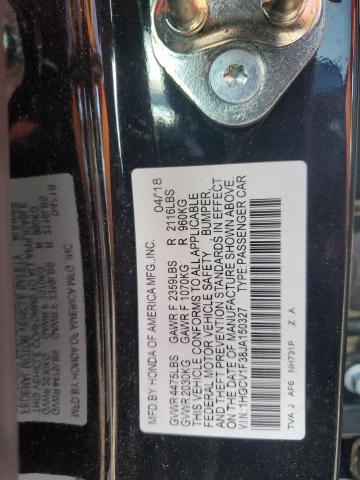 MFD. BY HONDA OF AMERICA MFG., INC. 04/18
GVWR 4475LBS GAWR F 2359LBS R 2116LBS
GVWR 2030KG GAWR F 1070KG R 960KG
THIS VEHICLE CONFORMS TO ALL APPLICABLE
FEDERAL MOTOR VEHICLE SAFETY, BUMPER,
AND THEFT PREVENTION STANDARDS IN EFFECT
ON THE DATE OF MANUFACTURE SHOWN ABOVE.
V.I.N.:1HGCV1F38JA150327 TYPE:PASSENGER CAR
TVA J AF6 NH731P Z A